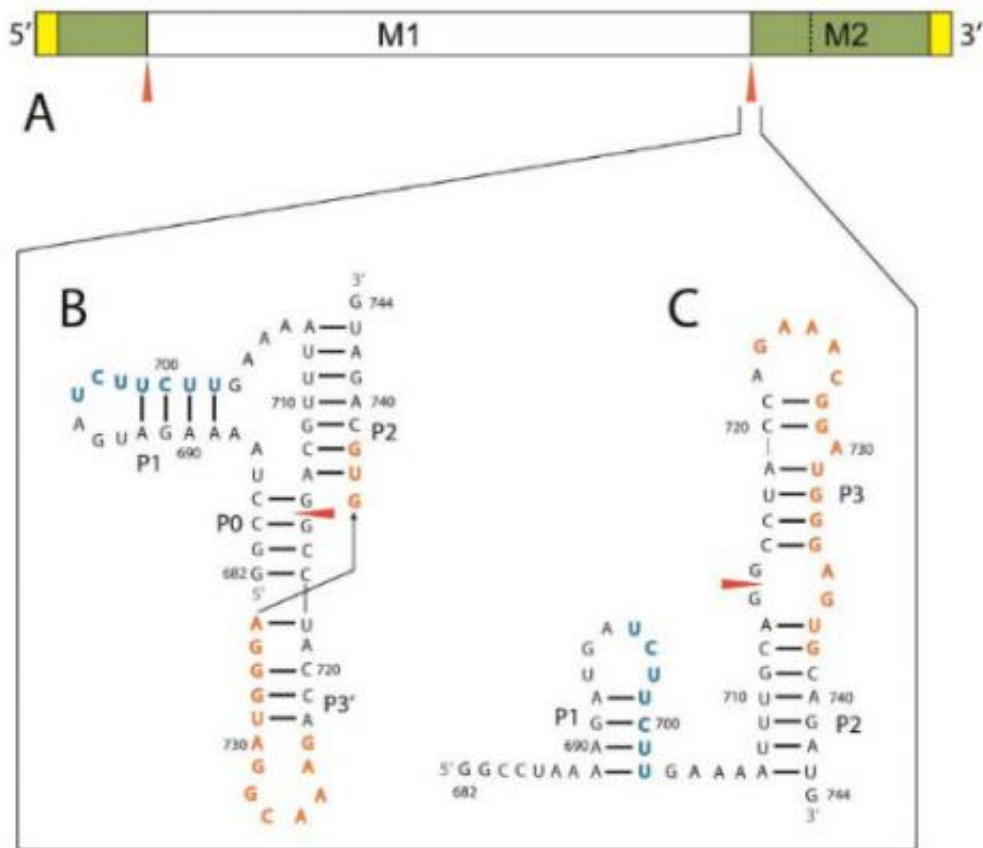 5′ M1 M2 3′
A
B
3′
G 744
A A A A U
U A
700
U C U U C U U G U G
710 U A 740
A G U A G A A A G C P2
690
P1
A C G
U A U
C G G
P0 C G
G C
682 G C
5′
A U
G A
G C 720
G C P3′
U A
730 A G
G A
G A
C A
C
G A A A
A C
C G
720 C G
A A 730
A U
U G P3
C G
C G
G A
G G
A U
C G
G C
710 U A 740
U G P2
U A
A U
G 744
3′
A U
G C
U U
A U
P1 G C 700
690 A U
5′ G G C C U A A A A U G A A A A U
682